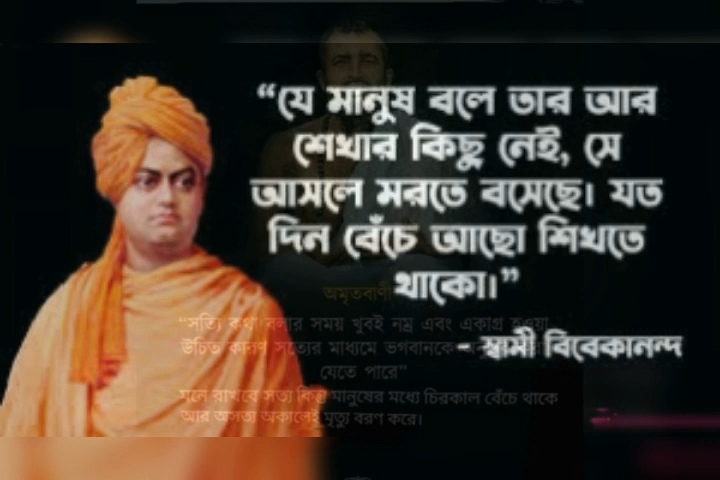 “যে মানুষ বলে তার আর
শেখার কিছু নেই, সে
আসলে মরতে বসেছে। যত
দিন বেঁচে আছো শিখতে
থাকো।”
- স্বামী বিবেকানন্দ
অমৃতবাণী
“সত্যি কথা বলার সময় খুবই নম্র এবং একাগ্র হওয়া
উচিত কারণ সত্যের মাধ্যমে ভগবানকে
যেতে পারে”
মনে রাখবে সত্য কিন্তু মানুষের মধ্যে চিরকাল বেঁচে থাকে
আর অসত্য অকালেই মৃত্যু বরণ করে।